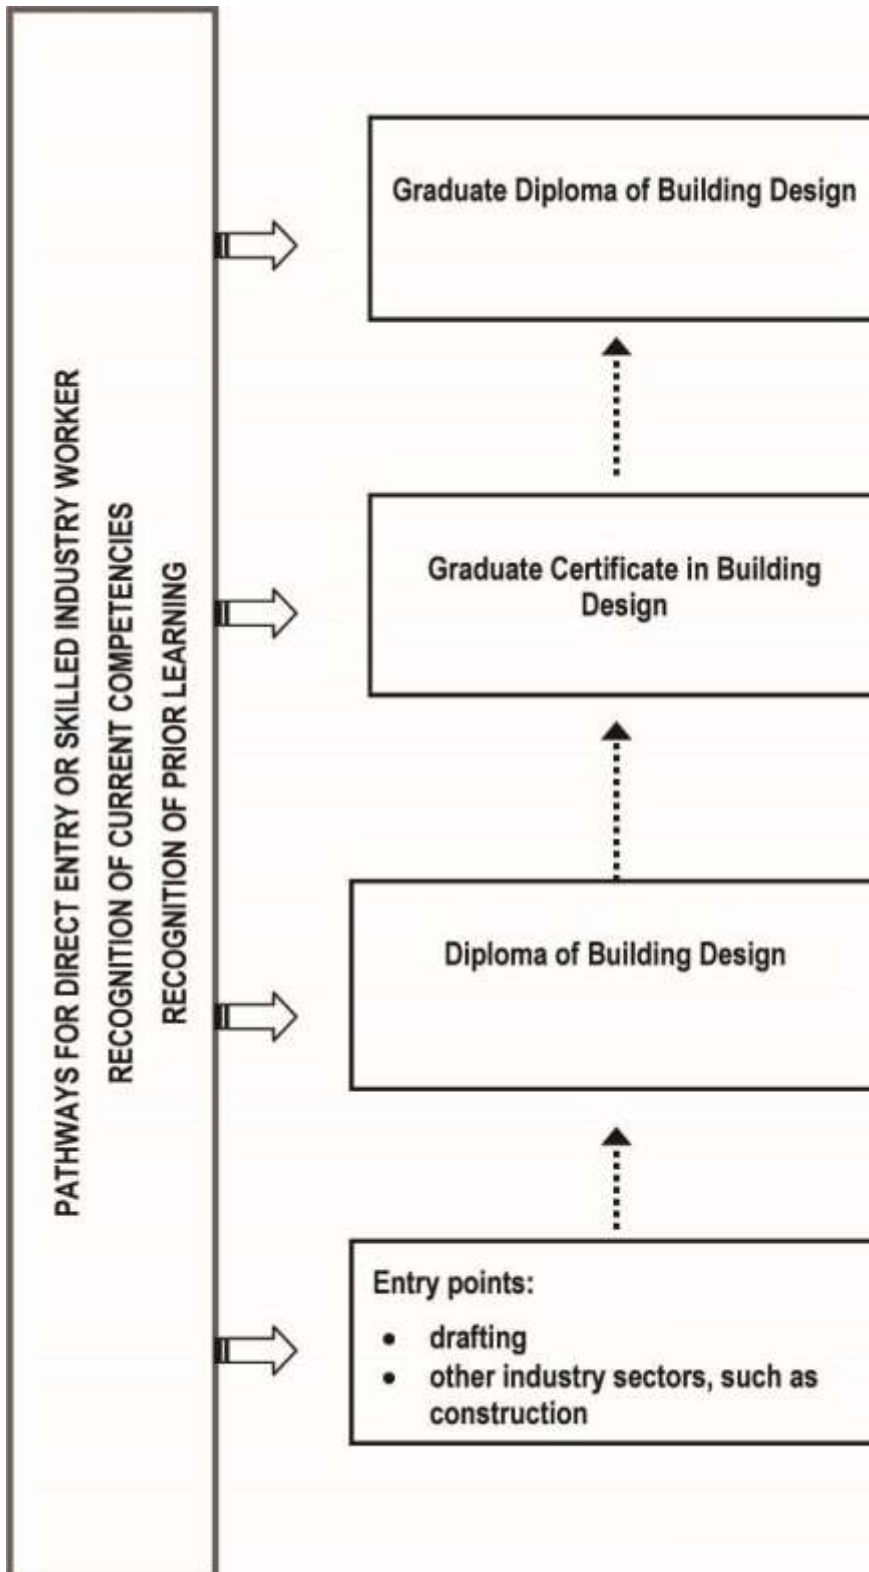 PATHWAYS FOR DIRECT ENTRY OR SKILLED INDUSTRY WORKER
RECOGNITION OF CURRENT COMPETENCIES
RECOGNITION OF PRIOR LEARNING
Graduate Diploma of Building Design
Graduate Certificate in Building
Design
Diploma of Building Design
Entry points:
• drafting
• other industry sectors, such as
construction